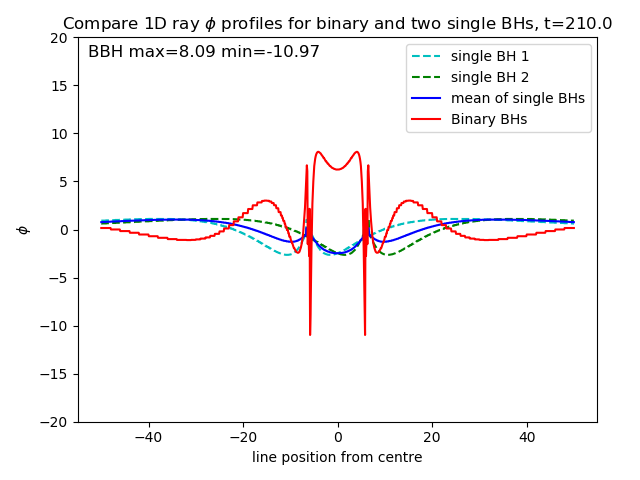 Compare 1D ray ϕ profiles for binary and two single BHs, t=210.0
BBH max=8.09 min=-10.97
single BH 1
single BH 2
mean of single BHs
Binary BHs
20
15
10
5
0
−5
−10
−15
−20
ϕ
−40 −20 0 20 40
line position from centre